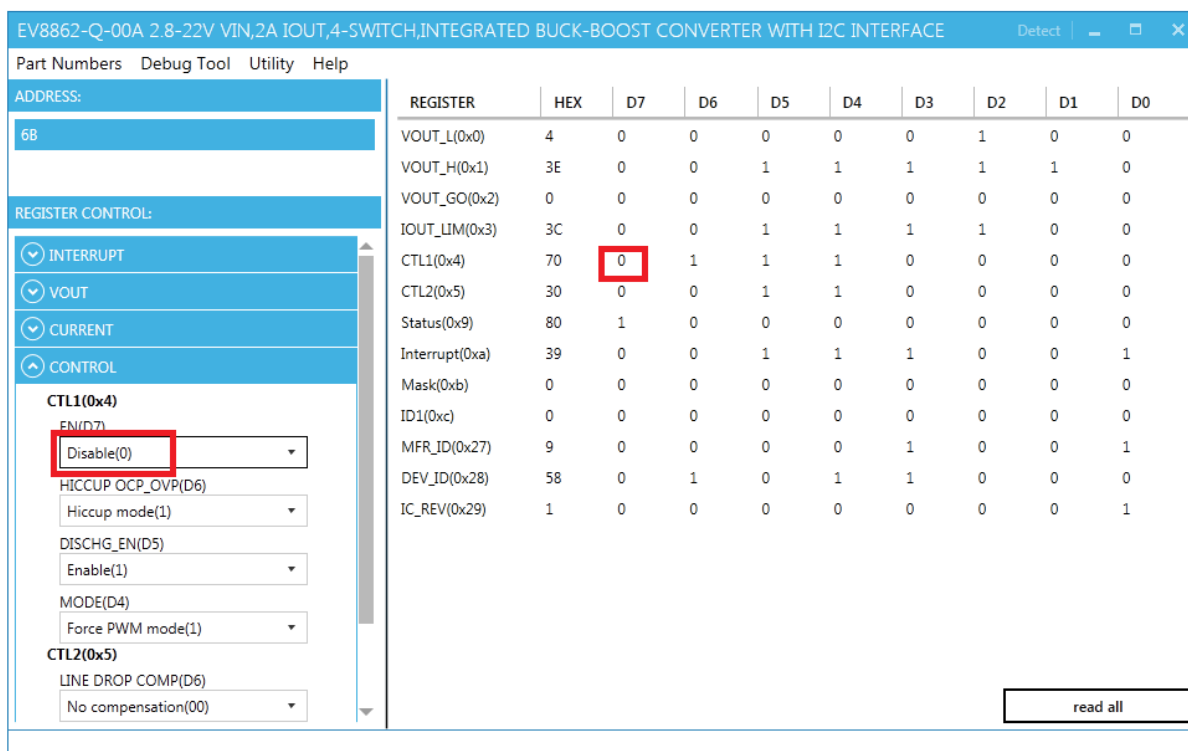 EV8862-Q-00A 2.8-22V VIN,2A IOUT,4-SWITCH,INTEGRATED BUCK-BOOST CONVERTER WITH I2C INTERFACE Detect
Part Numbers Debug Tool Utility Help
ADDRESS:
6B
REGISTER CONTROL:
INTERRUPT
VOUT
CURRENT
CONTROL
CTL1(0x4)
EN(D7)
Disable(0)
HICCUP OCP_OVP(D6)
Hiccup mode(1)
DISCHG_EN(D5)
Enable(1)
MODE(D4)
Force PWM mode(1)
CTL2(0x5)
LINE DROP COMP(D6)
No compensation(00)
REGISTER HEX D7 D6 D5 D4 D3 D2 D1 D0
VOUT_L(0x0) 4 0 0 0 0 0 1 0 0
VOUT_H(0x1) 3E 0 0 1 1 1 1 1 0
VOUT_GO(0x2) 0 0 0 0 0 0 0 0 0
IOUT_LIM(0x3) 3C 0 0 1 1 1 1 0 0
CTL1(0x4) 70 0 1 1 1 0 0 0 0
CTL2(0x5) 30 0 0 1 1 0 0 0 0
Status(0x9) 80 1 0 0 0 0 0 0 0
Interrupt(0xa) 39 0 0 1 1 1 0 0 1
Mask(0xb) 0 0 0 0 0 0 0 0 0
ID1(0xc) 0 0 0 0 0 0 0 0 0
MFR_ID(0x27) 9 0 0 0 0 1 0 0 1
DEV_ID(0x28) 58 0 1 0 1 1 0 0 0
IC_REV(0x29) 1 0 0 0 0 0 0 0 1
read all